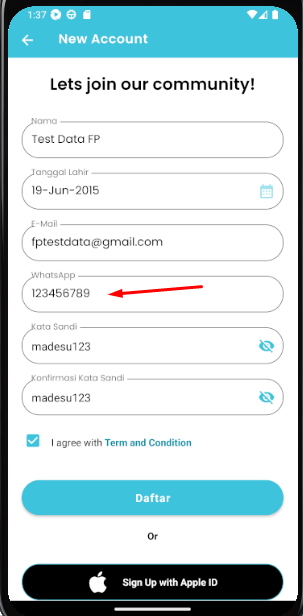 1:37
New Account
Lets join our community!
Nama
Test Data FP
Tanggal Lahir
19-Jun-2015
E-Mail
fptestdata@gmail.com
WhatsApp
123456789
Kata Sandi
madesu123
Konfirmasi Kata Sandi
madesu123
I agree with Term and Condition
Daftar
Or
Sign Up with Apple ID